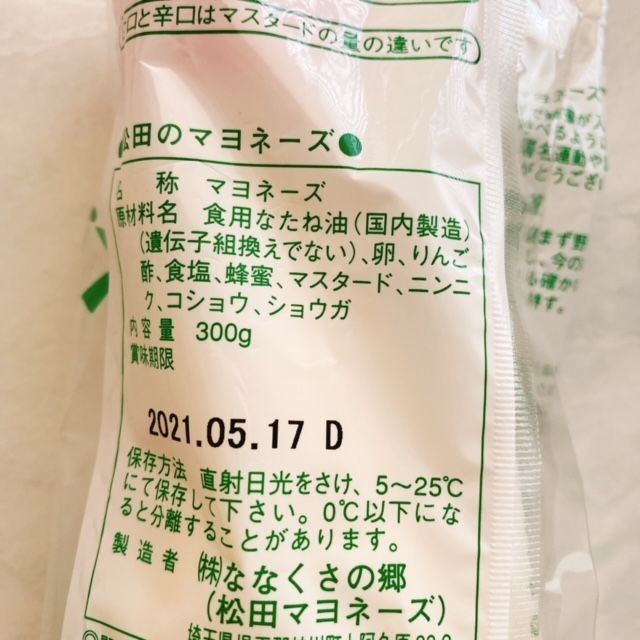 口と辛口はマスタードの量の違いです
松田のマヨネーズ●
名 称 マヨネーズ
原材料名 食用なたね油(国内製造)
(遺伝子組換えでない)、卵、りんご
酢、食塩、蜂蜜、マスタード、ニンニ
ク、コショウ、ショウガ
内容量 300g
賞味期限
2021.05.17 D
保存方法 直射日光をさけ、5〜25℃
にて保存して下さい。0℃以下にな
ると分離することがあります。
製造者 ㈱ななくさの郷
(松田マヨネーズ)